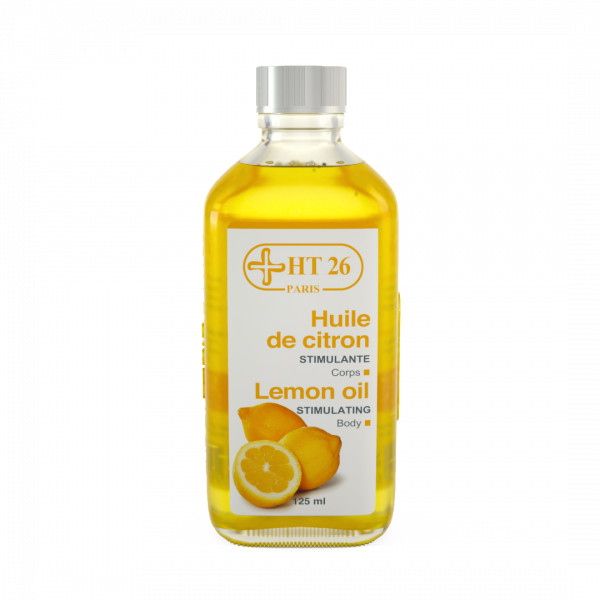 HT 26
PARIS
Huile
de citron
STIMULANTE
Corps
Lemon oil
STIMULATING
Body
125 ml